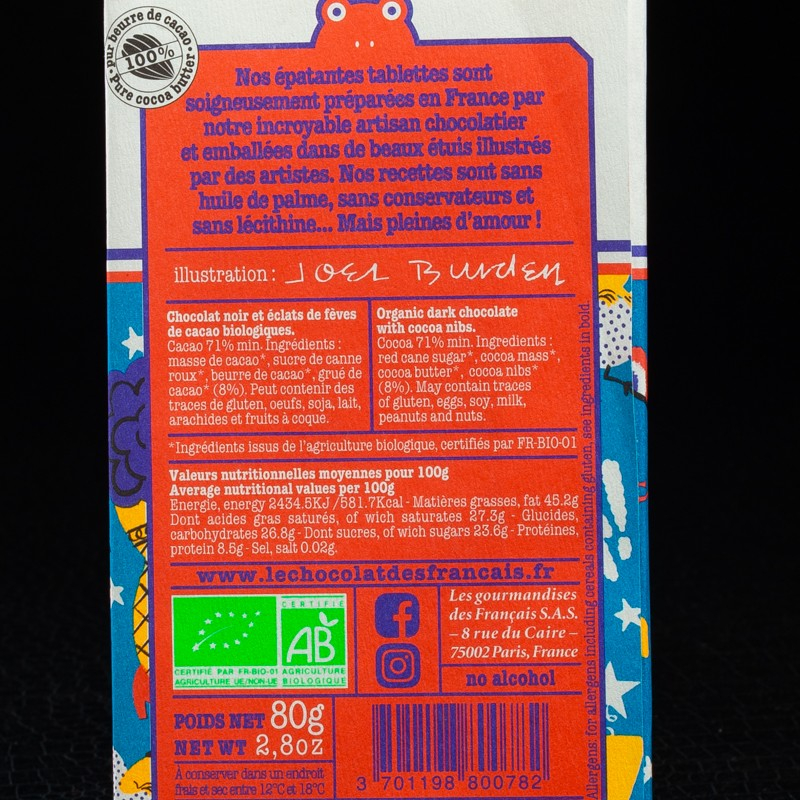 pur beurre de cacao
100%
Pure cocoa butter
Nos épatantes tablettes sont
soigneusement préparées en France par
notre incroyable artisan chocolatier
et emballées dans de beaux étuis illustrés
par des artistes. Nos recettes sont sans
huile de palme, sans conservateurs et
sans lécithine... Mais pleines d'amour !
illustration : Joel Burden
Chocolat noir et éclats de fèves
de cacao biologiques.
Cacao 71% min. Ingrédients :
masse de cacao*, sucre de canne
roux*, beurre de cacao*, grué de
cacao* (8%). Peut contenir des
traces de gluten, oeufs, soja, lait,
arachides et fruits à coque.
Organic dark chocolate
with cocoa nibs.
Cocoa 71% min. Ingredients :
red cane sugar*, cocoa mass*,
cocoa butter*, cocoa nibs*
(8%). May contain traces
of gluten, eggs, soy, milk,
peanuts and nuts.
*Ingrédients issus de l'agriculture biologique, certifiés par FR-BIO-01
Valeurs nutritionnelles moyennes pour 100g
Average nutritional values per 100g
Energie, energy 2434.5KJ /581.7Kcal - Matières grasses, fat 45.2g
Dont acides gras saturés, of wich saturates 27.3g - Glucides,
carbohydrates 26.8g - Dont sucres, of wich sugars 23.6g - Protéines,
protein 8.5g - Sel, salt 0.02g.
Allergens: for allergens including cereals containing gluten, see ingredients in bold.
www.lechocolatdesfrancais.fr
CERTIFIÉ
AB
CERTIFIÉ PAR FR-BIO-01
AGRICULTURE UE/NON-UE
AGRICULTURE
BIOLOGIQUE
Les gourmandises
des Français S.A.S.
– 8 rue du Caire –
75002 Paris, France
no alcohol
POIDS NET 80g
NET WT 2,8oz
À conserver dans un endroit
frais et sec entre 12°C et 18°C
3 701198 800782